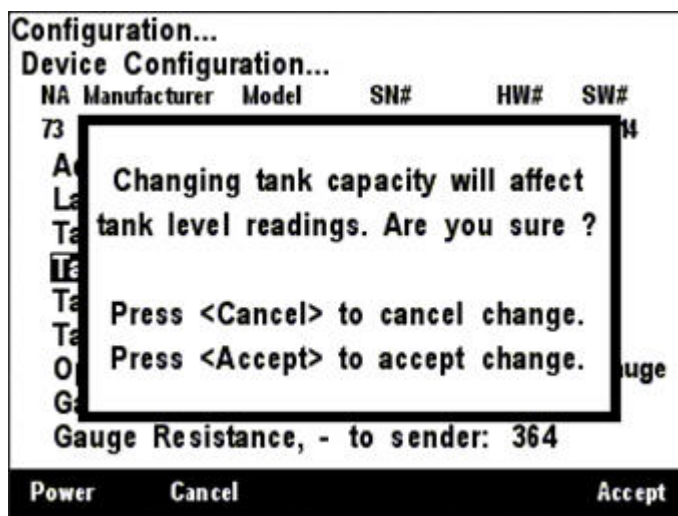 Configuration...
Device Configuration...
NA Manufacturer Model SN# HW# SW#
73
Changing tank capacity will affect
tank level readings. Are you sure ?
Press <Cancel> to cancel change.
Press <Accept> to accept change.
Gauge Resistance, - to sender: 364
Power Cancel Accept